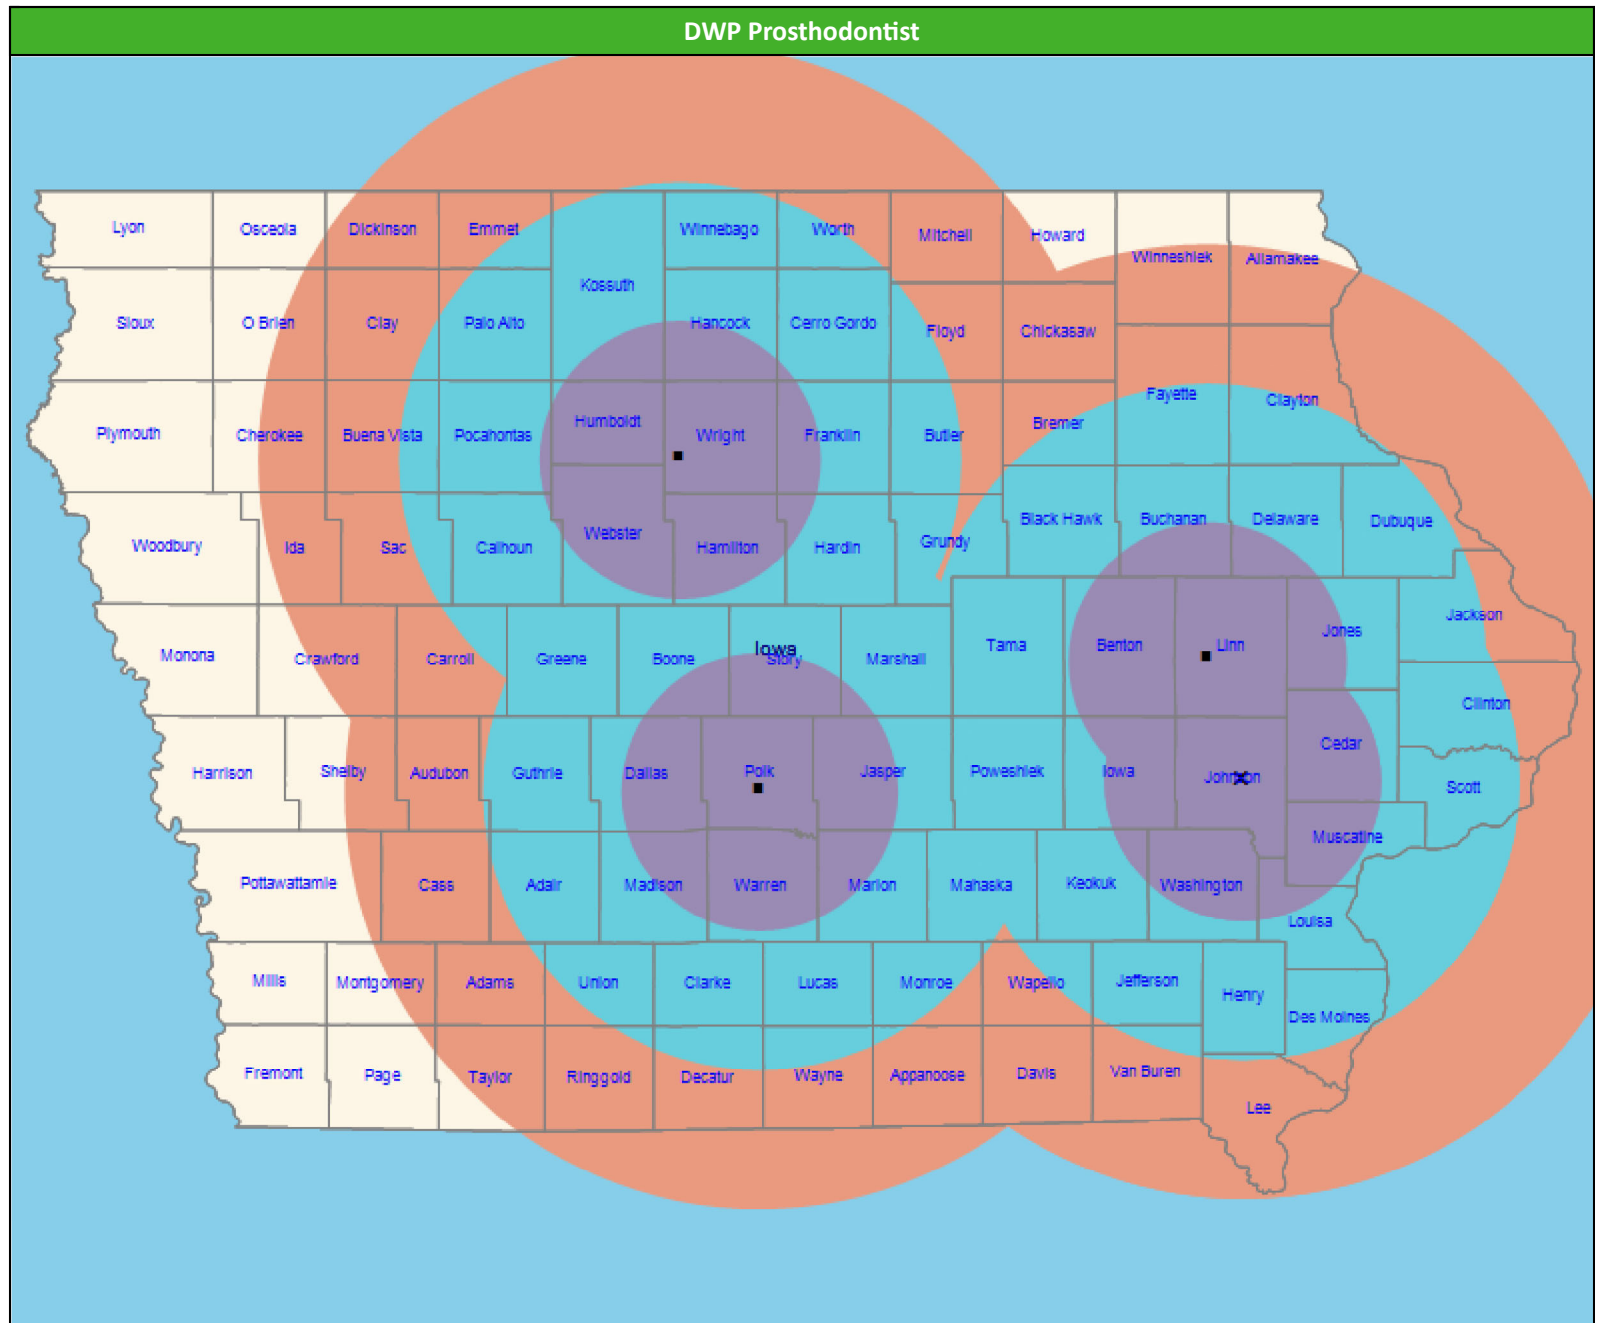 DWP Prosthodontist
Lyon
Osceola
Dickinson
Emmet
Winnebago
Worth
Mitchell
Howard
Winneshiek
Allamakee
Kossuth
Sioux
O Brien
Clay
Palo Alto
Hancock
Cerro Gordo
Floyd
Chickasaw
Fayette
Clayton
Plymouth
Cherokee
Buena Vista
Pocahontas
Humboldt
Wright
Franklin
Butler
Bremer
Woodbury
Ida
Sac
Calhoun
Webster
Hamilton
Hardin
Grundy
Black Hawk
Buchanan
Delaware
Dubuque
Monona
Crawford
Carroll
Greene
Boone
Iowa
Story
Marshall
Tama
Benton
Linn
Jones
Jackson
Clinton
Harrison
Shelby
Audubon
Guthrie
Dallas
Polk
Jasper
Poweshiek
Iowa
Johnson
Cedar
Scott
Muscatine
Pottawattamie
Cass
Adair
Madison
Warren
Marion
Mahaska
Keokuk
Washington
Louisa
Mills
Montgomery
Adams
Union
Clarke
Lucas
Monroe
Wapello
Jefferson
Henry
Des Moines
Fremont
Page
Taylor
Ringgold
Decatur
Wayne
Appanoose
Davis
Van Buren
Lee